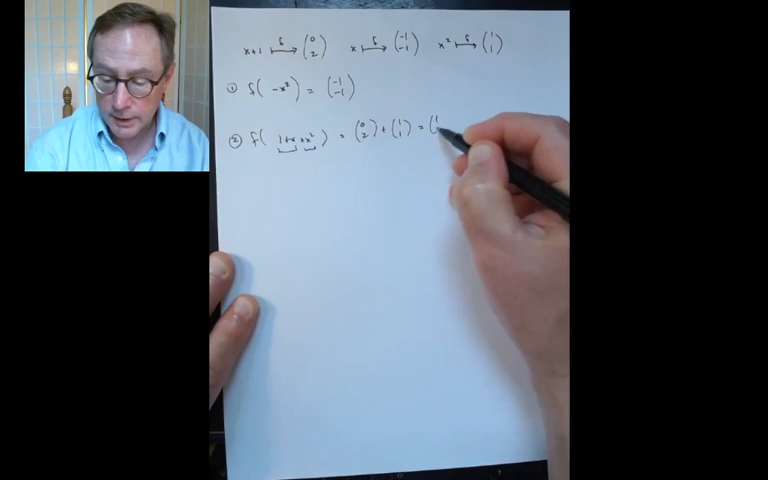 x+1 ⟼^f (0 2) x ⟼^f (-1 -1) x² ⟼^f (1 1)
① f( -x² ) = (-1 -1)
② f( 1+x+x² ) = (0 2) + (1 1) = (1